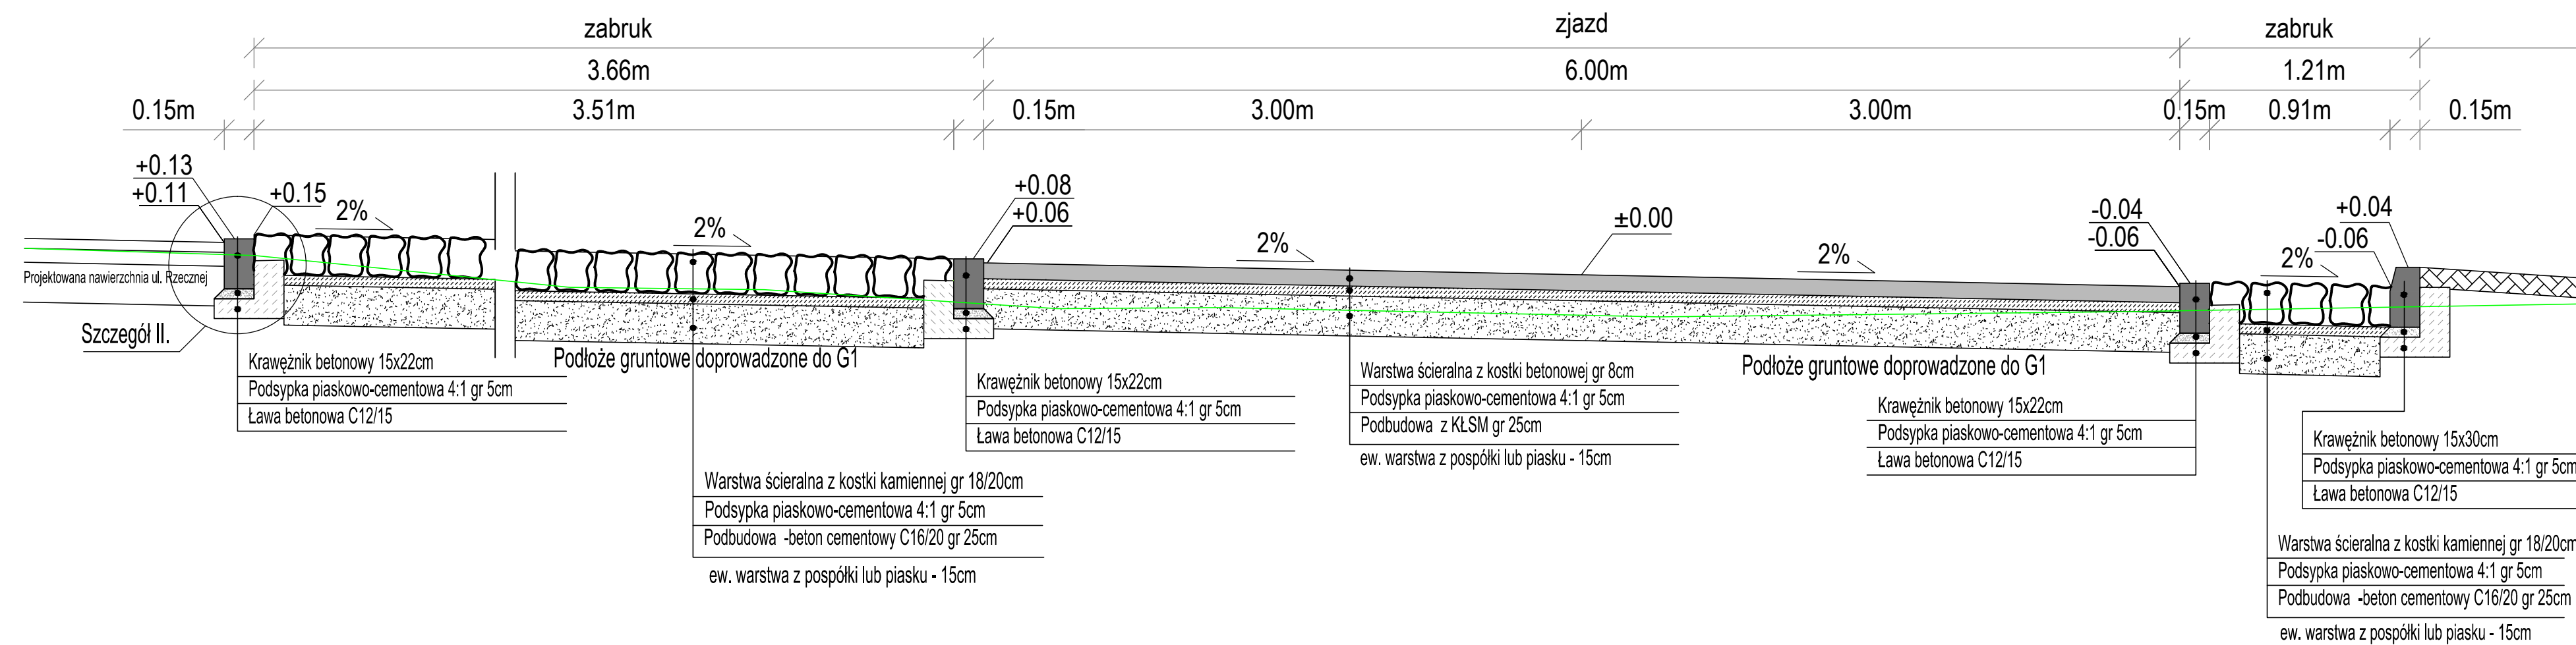 zabruk
zjazd
zabruk
3.66m
6.00m
1.21m
0.15m
3.51m
0.15m
3.00m
3.00m
0.15m
0.91m
0.15m
+0.13
+0.11
+0.15
2%
2%
+0.08
+0.06
2%
±0.00
2%
-0.04
-0.06
2%
+0.04
-0.06
Projektowana nawierzchnia ul. Rzecznej
Szczegół II.
Krawężnik betonowy 15x22cm
Podsypka piaskowo-cementowa 4:1 gr 5cm
Ława betonowa C12/15
Podłoże gruntowe doprowadzone do G1
Warstwa ścieralna z kostki kamiennej gr 18/20cm
Podsypka piaskowo-cementowa 4:1 gr 5cm
Podbudowa -beton cementowy C16/20 gr 25cm
ew. warstwa z pospółki lub piasku - 15cm
Krawężnik betonowy 15x22cm
Podsypka piaskowo-cementowa 4:1 gr 5cm
Ława betonowa C12/15
Warstwa ścieralna z kostki betonowej gr 8cm
Podsypka piaskowo-cementowa 4:1 gr 5cm
Podbudowa z KŁSM gr 25cm
ew. warstwa z pospółki lub piasku - 15cm
Podłoże gruntowe doprowadzone do G1
Krawężnik betonowy 15x22cm
Podsypka piaskowo-cementowa 4:1 gr 5cm
Ława betonowa C12/15
Krawężnik betonowy 15x30cm
Podsypka piaskowo-cementowa 4:1 gr 5cm
Ława betonowa C12/15
Warstwa ścieralna z kostki kamiennej gr 18/20cm
Podsypka piaskowo-cementowa 4:1 gr 5cm
Podbudowa -beton cementowy C16/20 gr 25cm
ew. warstwa z pospółki lub piasku - 15cm